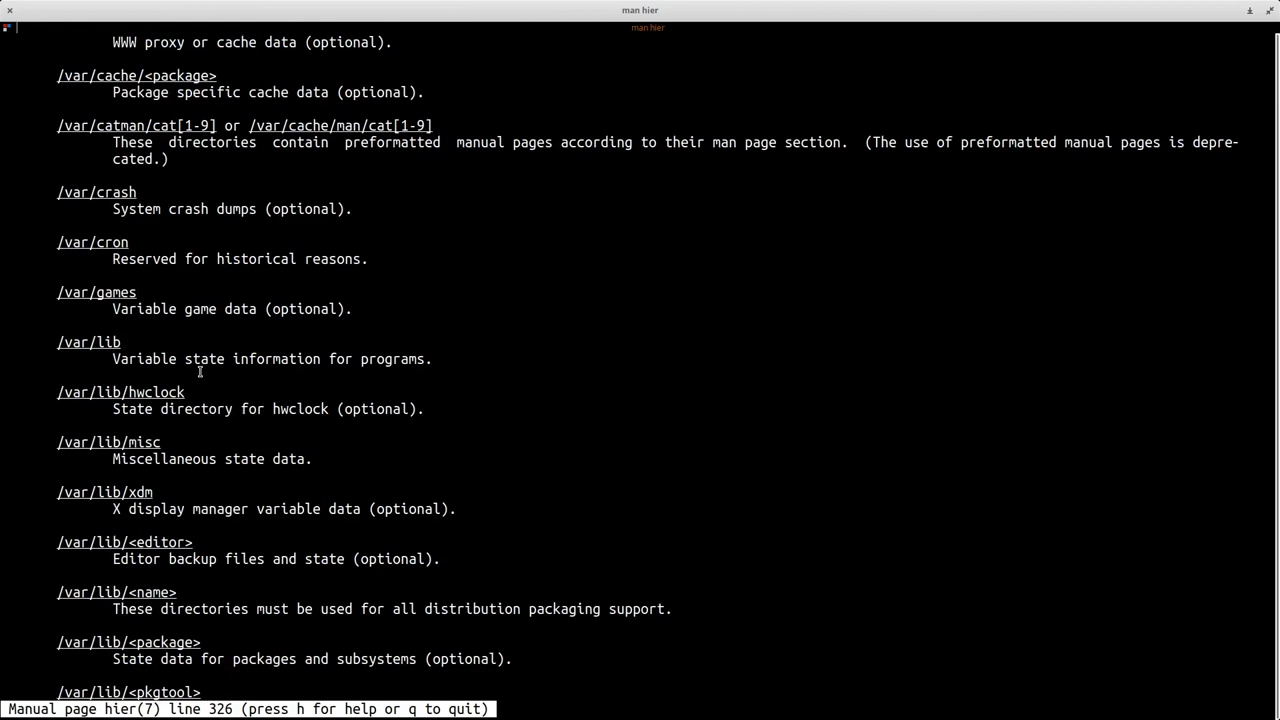 man hier
man hier
WWW proxy or cache data (optional).
/var/cache/<package>
Package specific cache data (optional).
/var/catman/cat[1-9] or /var/cache/man/cat[1-9]
These directories contain preformatted manual pages according to their man page section. (The use of preformatted manual pages is depre-
cated.)
/var/crash
System crash dumps (optional).
/var/cron
Reserved for historical reasons.
/var/games
Variable game data (optional).
/var/lib
Variable state information for programs.
/var/lib/hwclock
State directory for hwclock (optional).
/var/lib/misc
Miscellaneous state data.
/var/lib/xdm
X display manager variable data (optional).
/var/lib/<editor>
Editor backup files and state (optional).
/var/lib/<name>
These directories must be used for all distribution packaging support.
/var/lib/<package>
State data for packages and subsystems (optional).
/var/lib/<pkgtool>
Manual page hier(7) line 326 (press h for help or q to quit)